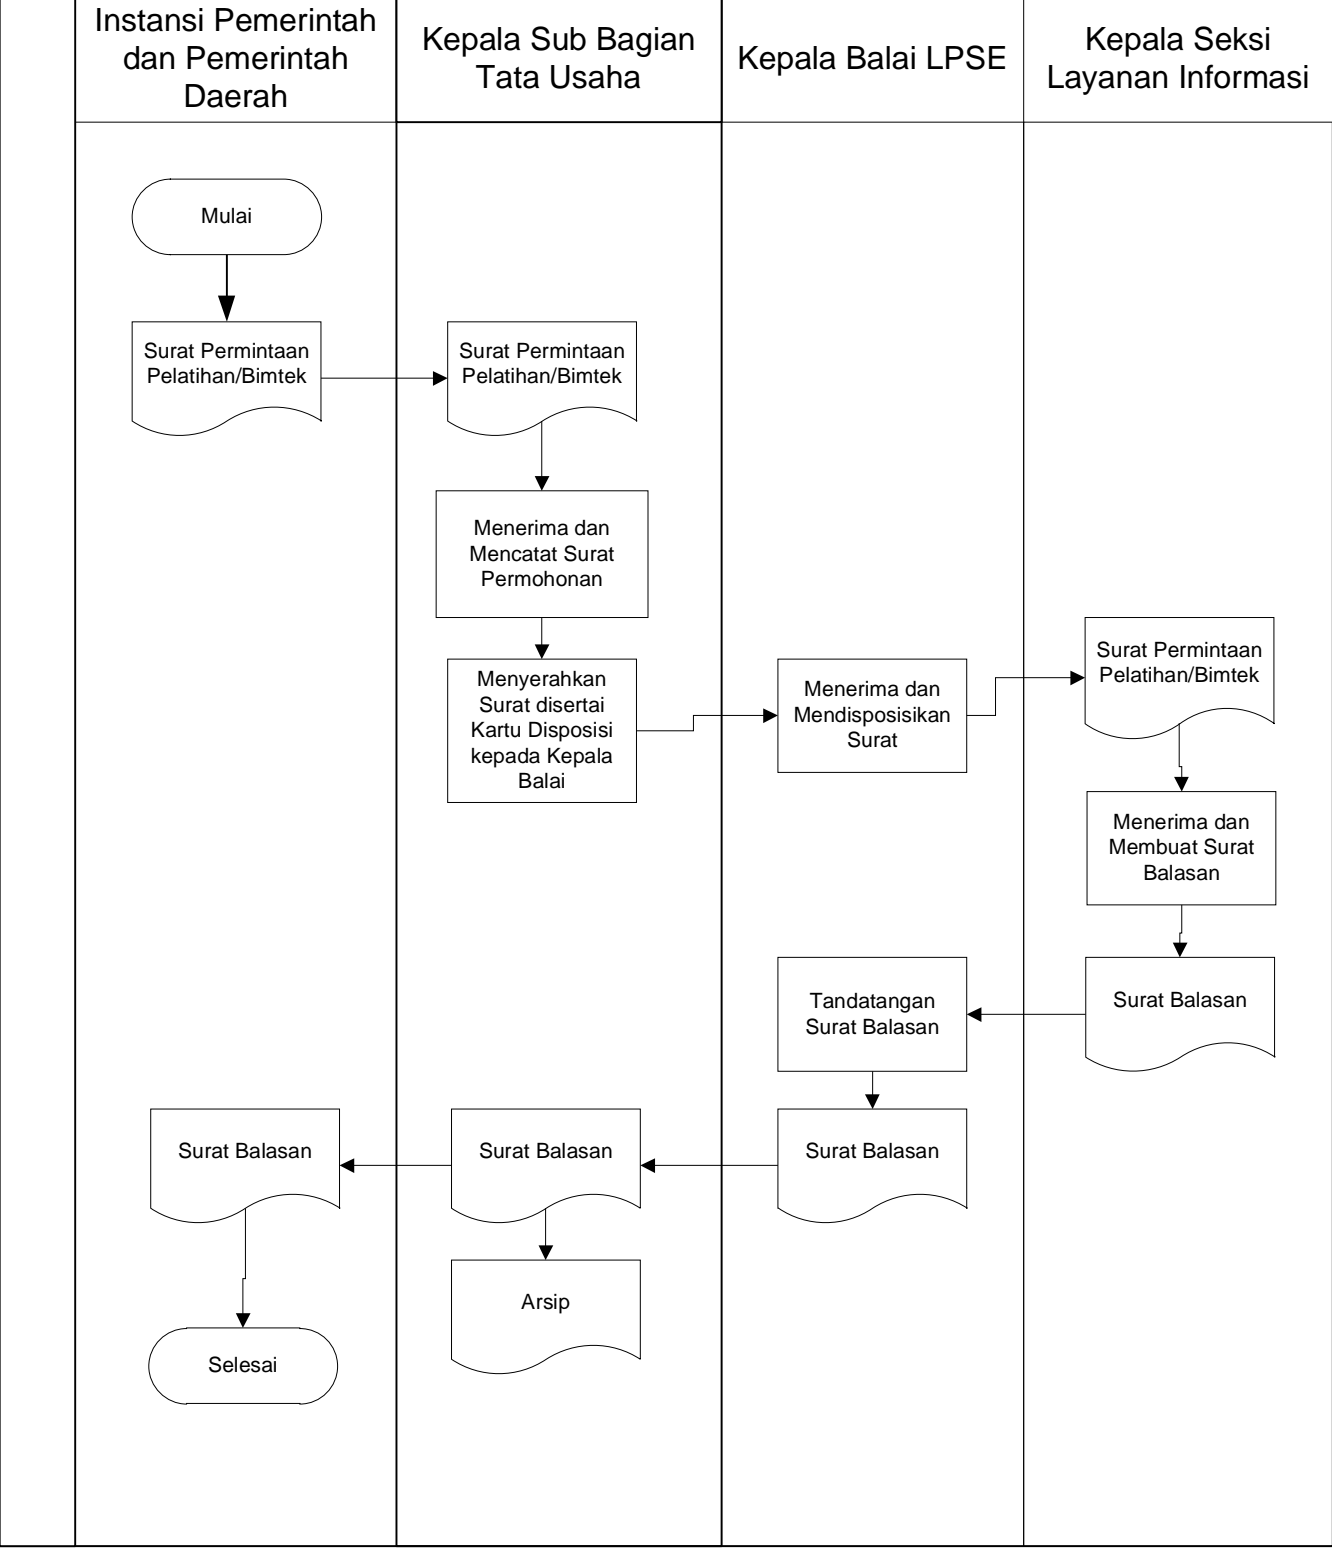 Instansi Pemerintah
dan Pemerintah
Daerah
Kepala Sub Bagian
Tata Usaha
Kepala Balai LPSE
Kepala Seksi
Layanan Informasi
Mulai
Surat Permintaan
Pelatihan/Bimtek
Surat Permintaan
Pelatihan/Bimtek
Menerima dan
Mencatat Surat
Permohonan
Menyerahkan
Surat disertai
Kartu Disposisi
kepada Kepala
Balai
Menerima dan
Mendisposisikan
Surat
Surat Permintaan
Pelatihan/Bimtek
Menerima dan
Membuat Surat
Balasan
Surat Balasan
Tandatangan
Surat Balasan
Surat Balasan
Surat Balasan
Surat Balasan
Arsip
Selesai